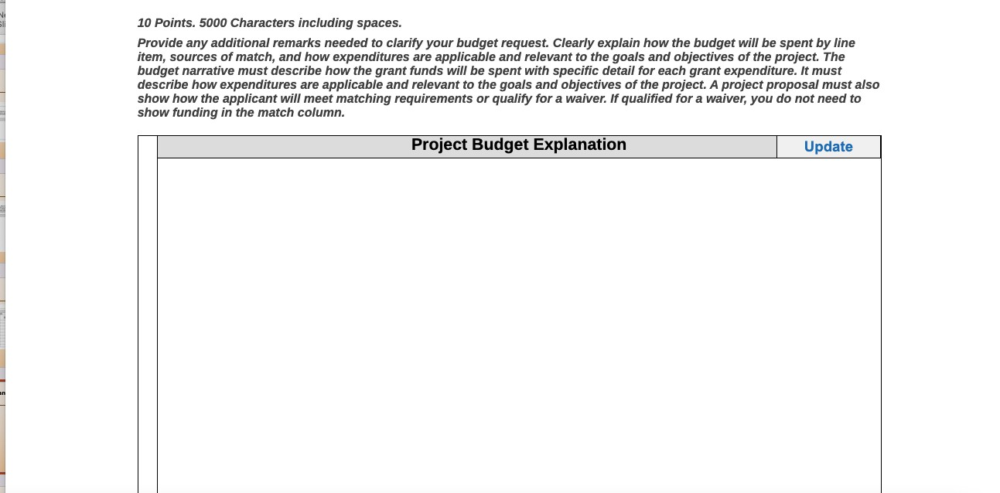 10 Points. 5000 Characters including spaces.
Provide any additional remarks needed to clarify your budget request. Clearly explain how the budget will be spent by line
item, sources of match, and how expenditures are applicable and relevant to the goals and objectives of the project. The
budget narrative must describe how the grant funds will be spent with specific detail for each grant expenditure. It must
describe how expenditures are applicable and relevant to the goals and objectives of the project. A project proposal must also
show how the applicant will meet matching requirements or qualify for a waiver. If qualified for a waiver, you do not need to
show funding in the match column.
Project Budget Explanation
Update